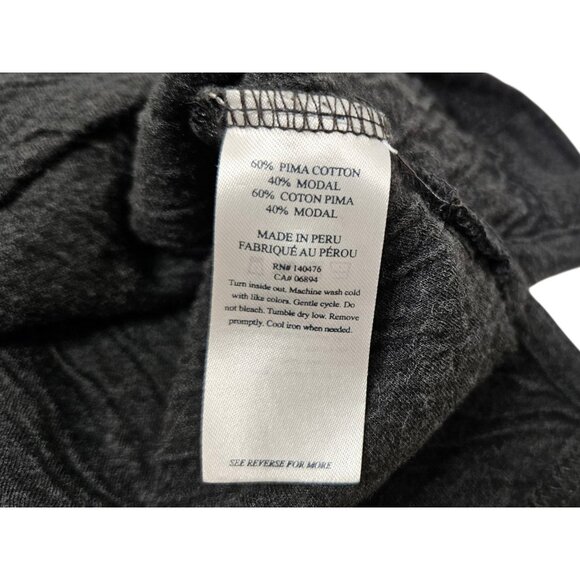 60% PIMA COTTON
40% MODAL
60% COTON PIMA
40% MODAL
MADE IN PERU
FABRIQUÉ AU PÉROU
RN# 140476
CA# 06894
Turn inside out. Machine wash cold
with like colors. Gentle cycle. Do
not bleach. Tumble dry low. Remove
promptly. Cool iron when needed.
SEE REVERSE FOR MORE